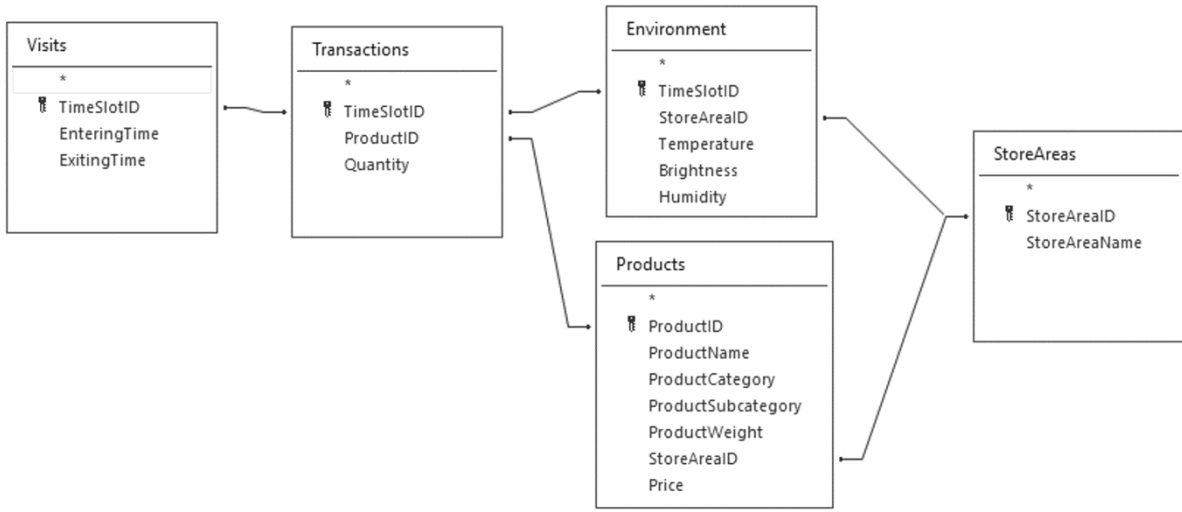 Visits
*
TimeSlotID
EnteringTime
ExitingTime
Transactions
*
TimeSlotID
ProductID
Quantity
Environment
*
TimeSlotID
StoreAreaID
Temperature
Brightness
Humidity
Products
*
ProductID
ProductName
ProductCategory
ProductSubcategory
ProductWeight
StoreAreaID
Price
StoreAreas
*
StoreAreaID
StoreAreaName